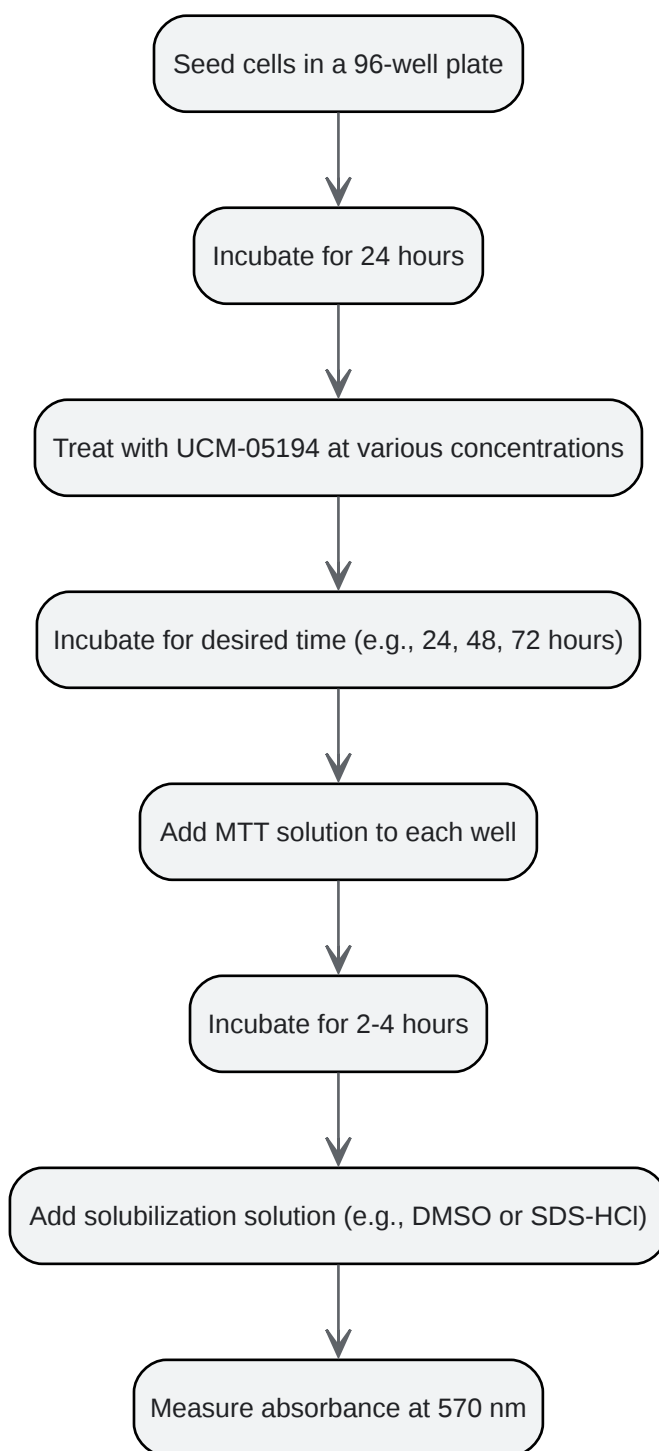 Seed cells in a 96-well plate
Incubate for 24 hours
Treat with UCM-05194 at various concentrations
Incubate for desired time (e.g., 24, 48, 72 hours)
Add MTT solution to each well
Incubate for 2-4 hours
Add solubilization solution (e.g., DMSO or SDS-HCl)
Measure absorbance at 570 nm